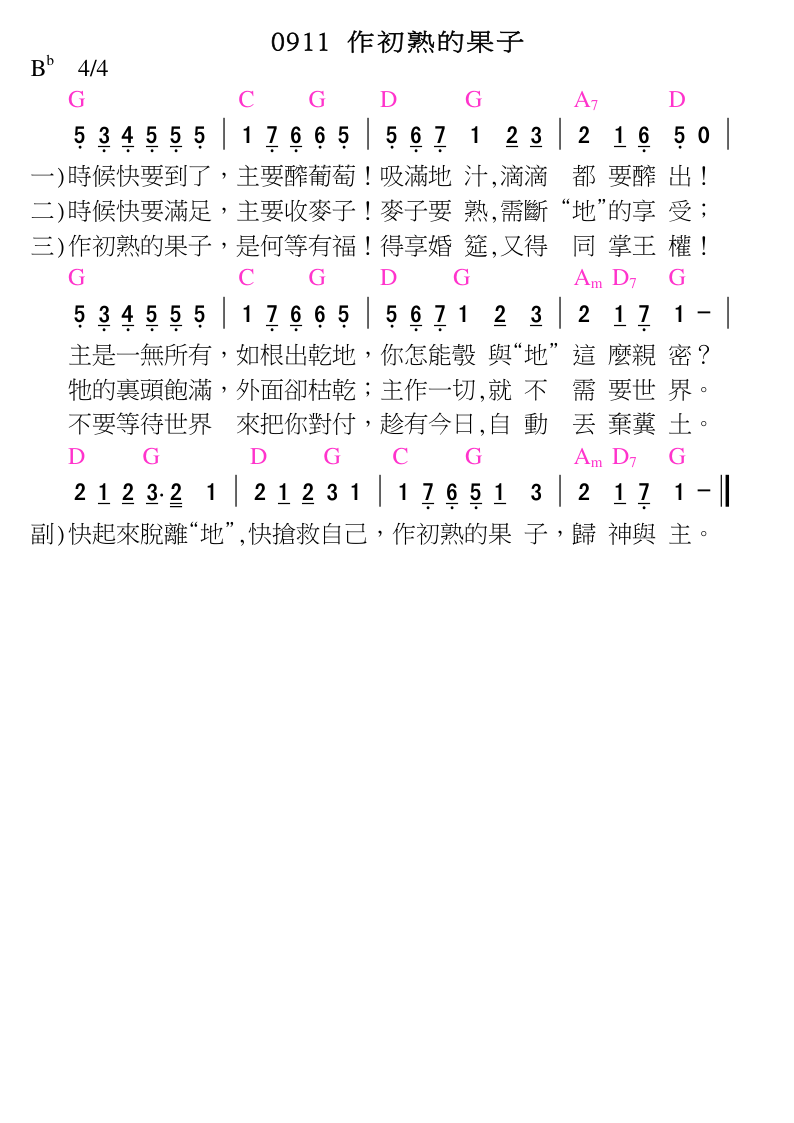 0911 作初熟的果子
B♭ 4/4
G C G D G A7 D
5 3 4 5 5 5 | 1 7 6 6 5 | 5 6 7 1 2 3 | 2 1 6 5 0 |
一)時候快要到了，主要醡葡萄！吸滿地 汁,滴滴 都 要醡 出！
二)時候快要滿足，主要收麥子！麥子要 熟,需斷 “地”的享 受；
三)作初熟的果子，是何等有福！得享婚 筵,又得 同 掌王 權！
G C G D G Am D7 G
5 3 4 5 5 5 | 1 7 6 6 5 | 5 6 7 1 2 3 | 2 1 7 1 – |
主是一無所有，如根出乾地，你怎能彀 與“地” 這 麼親 密？
牠的裏頭飽滿，外面卻枯乾；主作一切,就 不 需 要世 界。
不要等待世界 來把你對付，趁有今日,自 動 丟 棄糞 土。
D G D G C G Am D7 G
2 1 2 3· 2 1 | 2 1 2 3 1 | 1 7 6 5 1 3 | 2 1 7 1 – ‖
副)快起來脫離“地”,快搶救自己，作初熟的果 子，歸 神與 主。